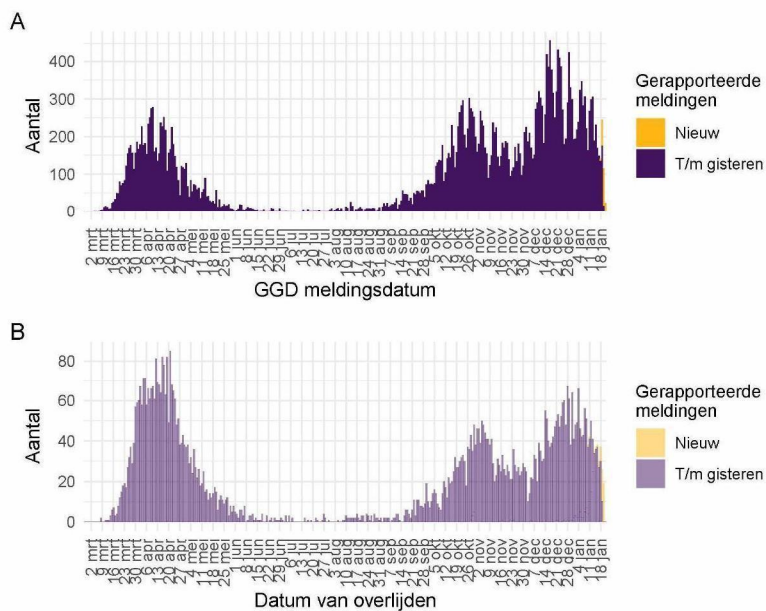 A
Aantal
400
300
200
100
0
2 mrt
9 mrt
16 mrt
23 mrt
30 mrt
6 apr
13 apr
20 apr
27 apr
4 mei
11 mei
18 mei
25 mei
1 jun
8 jun
15 jun
22 jun
29 jun
6 jul
13 jul
20 jul
27 jul
3 aug
10 aug
17 aug
24 aug
31 aug
7 sep
14 sep
21 sep
28 sep
5 okt
12 okt
19 okt
26 okt
2 nov
9 nov
16 nov
23 nov
30 nov
7 dec
14 dec
21 dec
28 dec
4 jan
11 jan
18 jan
GGD meldingsdatum
Gerapporteerde
meldingen
Nieuw
T/m gisteren
B
Aantal
80
60
40
20
0
2 mrt
9 mrt
16 mrt
23 mrt
30 mrt
6 apr
13 apr
20 apr
27 apr
4 mei
11 mei
18 mei
25 mei
1 jun
8 jun
15 jun
22 jun
29 jun
6 jul
13 jul
20 jul
27 jul
3 aug
10 aug
17 aug
24 aug
31 aug
7 sep
14 sep
21 sep
28 sep
5 okt
12 okt
19 okt
26 okt
2 nov
9 nov
16 nov
23 nov
30 nov
7 dec
14 dec
21 dec
28 dec
4 jan
11 jan
18 jan
Datum van overlijden
Gerapporteerde
meldingen
Nieuw
T/m gisteren